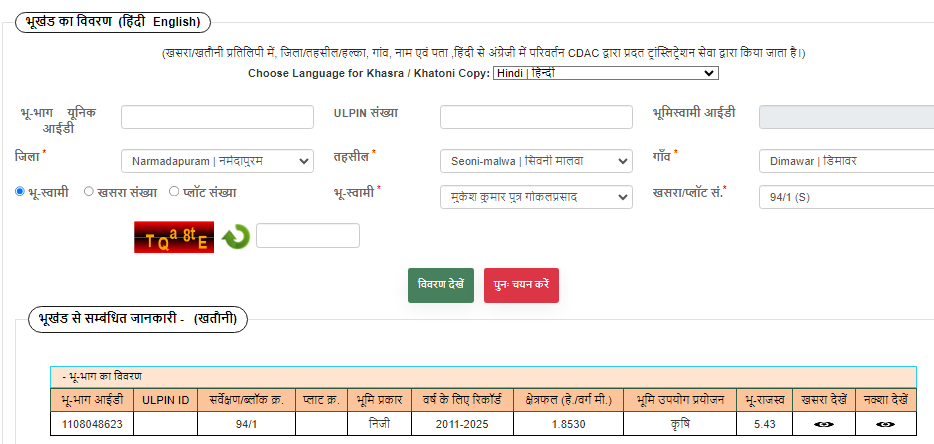 भूखंड का विवरण (हिंदी English)
(खसरा/खतौनी प्रतिलिपी में, जिला/तहसील/हल्का, गांव, नाम एवं पता ,हिंदी से अंग्रेजी में परिवर्तन CDAC द्वारा प्रदत ट्रांस्लिट्रेशन सेवा द्वारा किया जाता है।)
Choose Language for Khasra / Khatoni Copy: Hindi | हिन्दी
भू-भाग यूनिक आईडी
ULPIN संख्या
भूमिस्वामी आईडी
जिला * Narmadapuram | नर्मदापुरम तहसील * Seoni-malwa | सिवनी मालवा गाँव * Dimawar | डिमावर
भू-स्वामी खसरा संख्या प्लॉट संख्या भू-स्वामी * मुकेश कुमार पुत्र गोकलप्रसाद खसरा/प्लॉट सं.* 94/1 (S)
TQa8tE
विवरण देखें पुनः चयन करें
भूखंड से सम्बंधित जानकारी - (खतौनी)
- भू-भाग का विवरण
भू-भाग आईडी ULPIN ID सर्वेक्षण/ब्लॉक क्र. प्लाट क्र. भूमि प्रकार वर्ष के लिए रिकॉर्ड क्षेत्रफल (हे./वर्ग मी.) भूमि उपयोग प्रयोजन भू-राजस्व खसरा देखें नक्शा देखें
1108048623 94/1 निजी 2011-2025 1.8530 कृषि 5.43